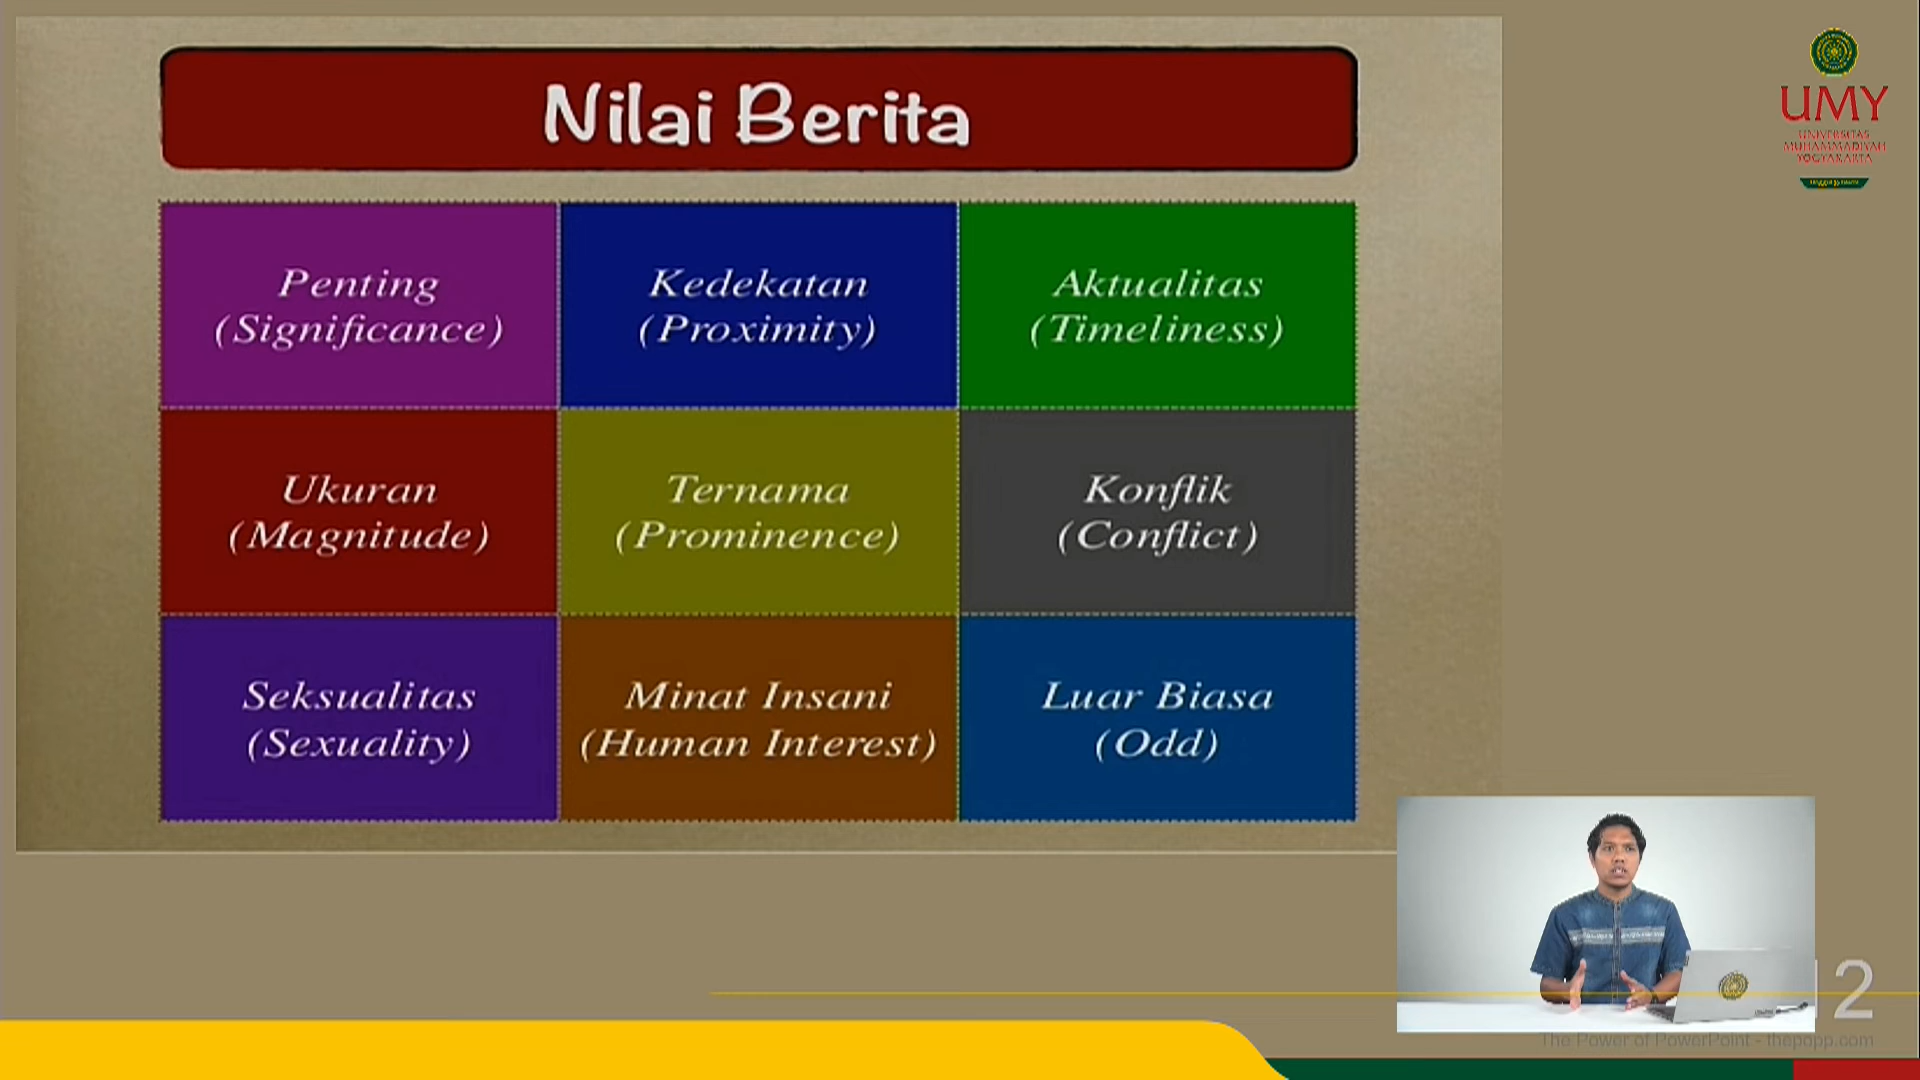 Nilai Berita
Penting
(Significance)
Kedekatan
(Proximity)
Aktualitas
(Timeliness)
Ukuran
(Magnitude)
Ternama
(Prominence)
Konflik
(Conflict)
Seksualitas
(Sexuality)
Minat Insani
(Human Interest)
Luar Biasa
(Odd)
UMY
UNIVERSITAS
MUHAMMADIYAH
YOGYAKARTA
12
The Power of PowerPoint - thepopp.com